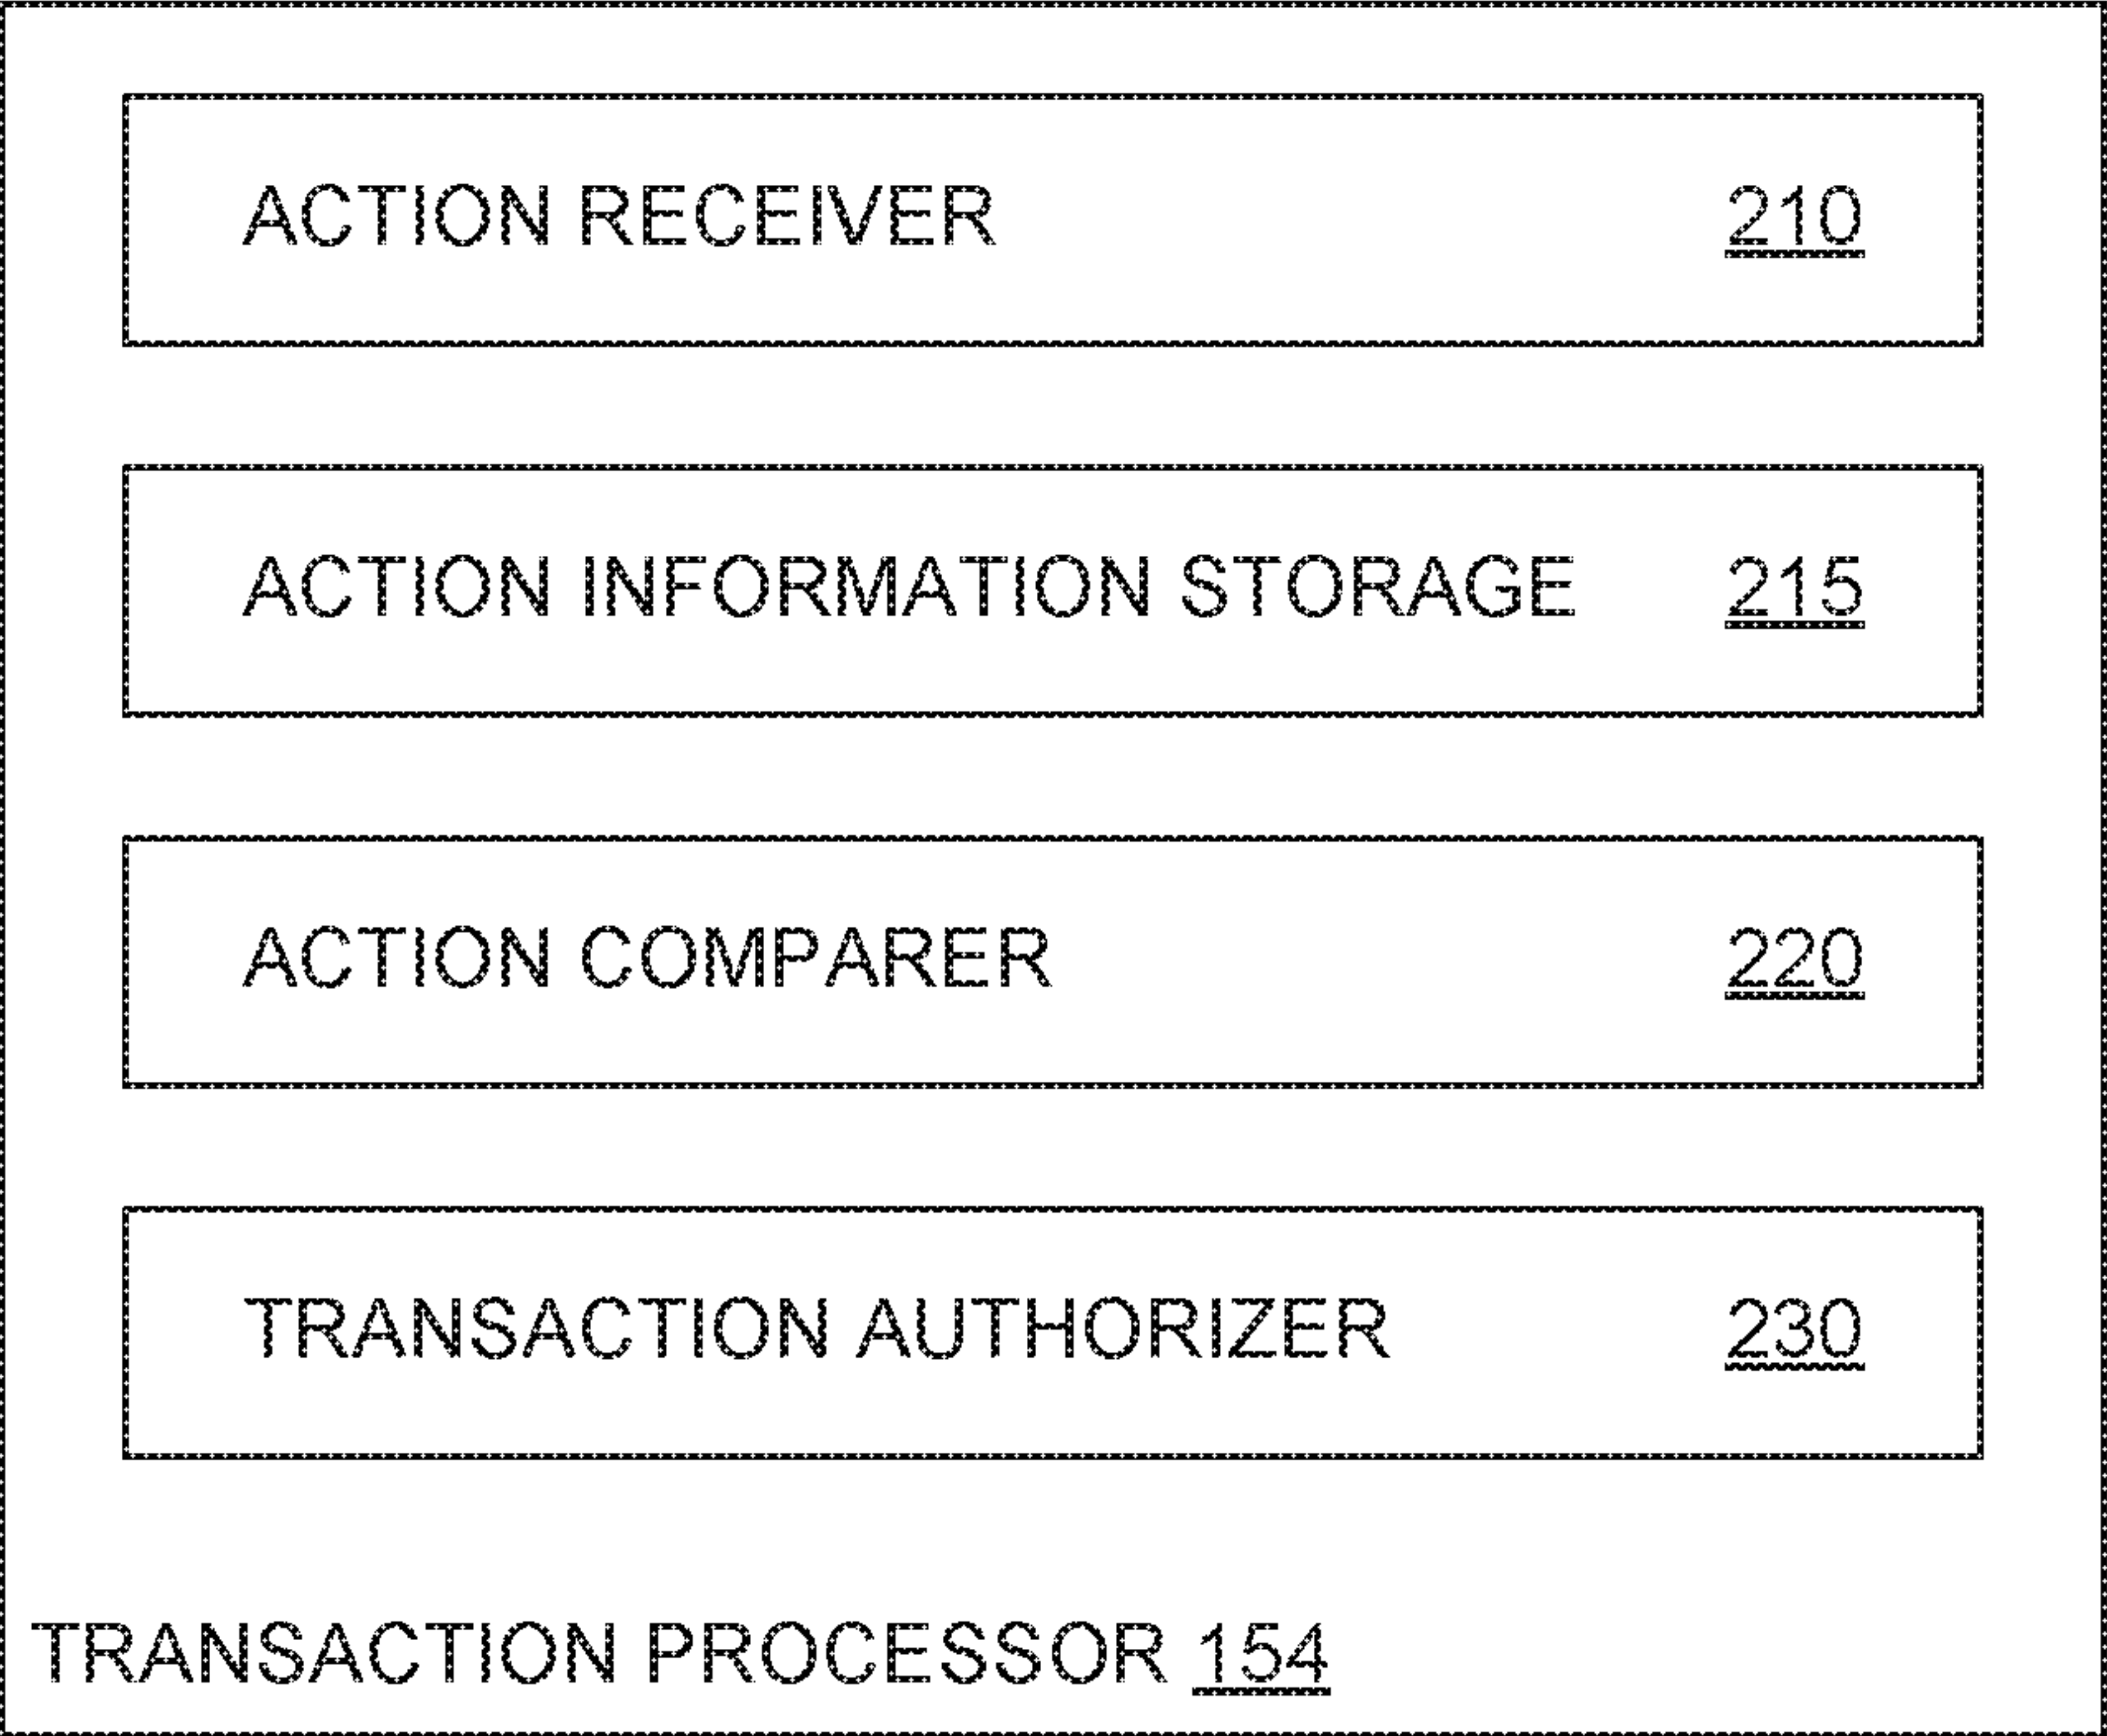 ACTION RECEIVER 210
ACTION INFORMATION STORAGE 215
ACTION COMPARER 220
TRANSACTION AUTHORIZER 230
TRANSACTION PROCESSOR 154